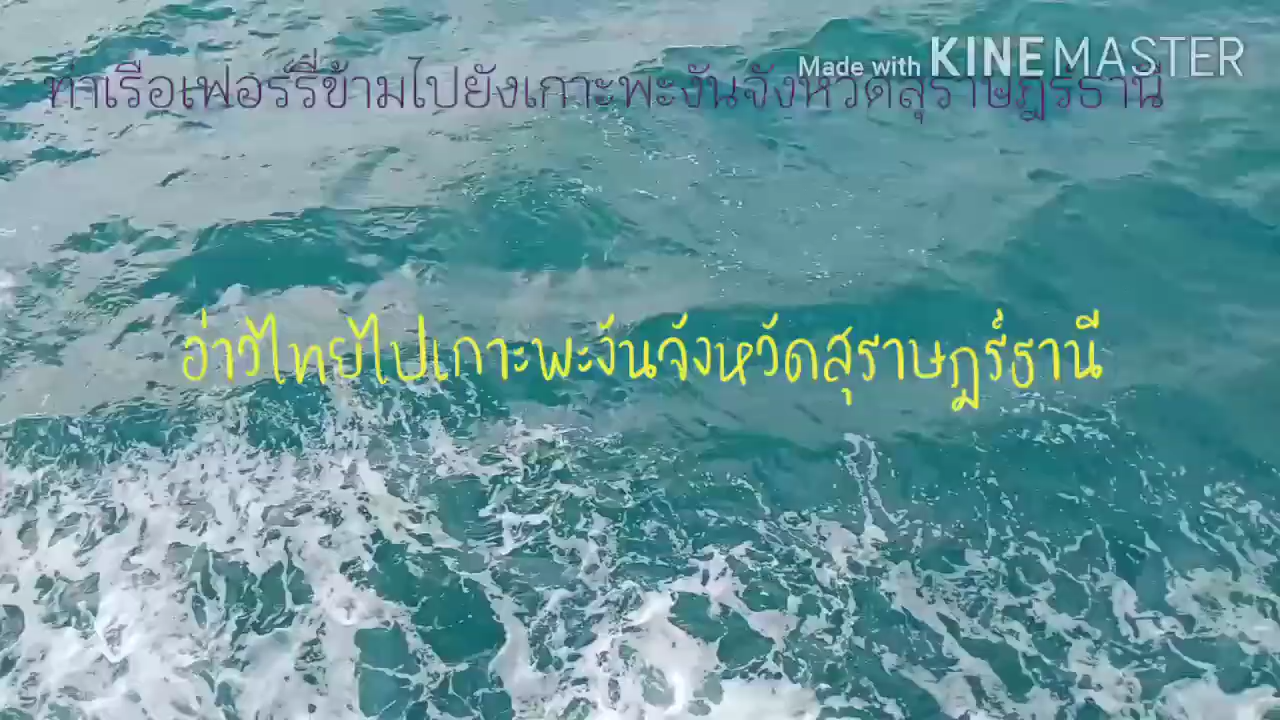 Made with KINEMASTER
ท่าเรือเฟอร์รี่ข้ามไปยังเกาะพะงันจังหวัดสุราษฎร์ธานี
อ่าวไทยไปเกาะพะงันจังหวัดสุราษฎร์ธานี